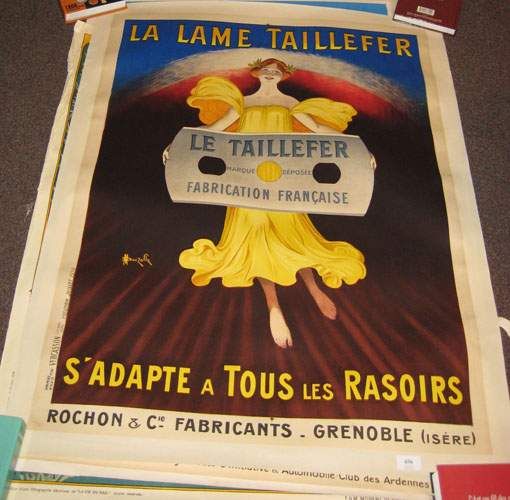 LA LAME TAILLEFER
LE TAILLEFER
MARQUE DÉPOSÉE
FABRICATION FRANÇAISE
S'ADAPTE A TOUS LES RASOIRS
ROCHON & Cie FABRICANTS - GRENOBLE (ISÈRE)
Automobile Club des Ardennes